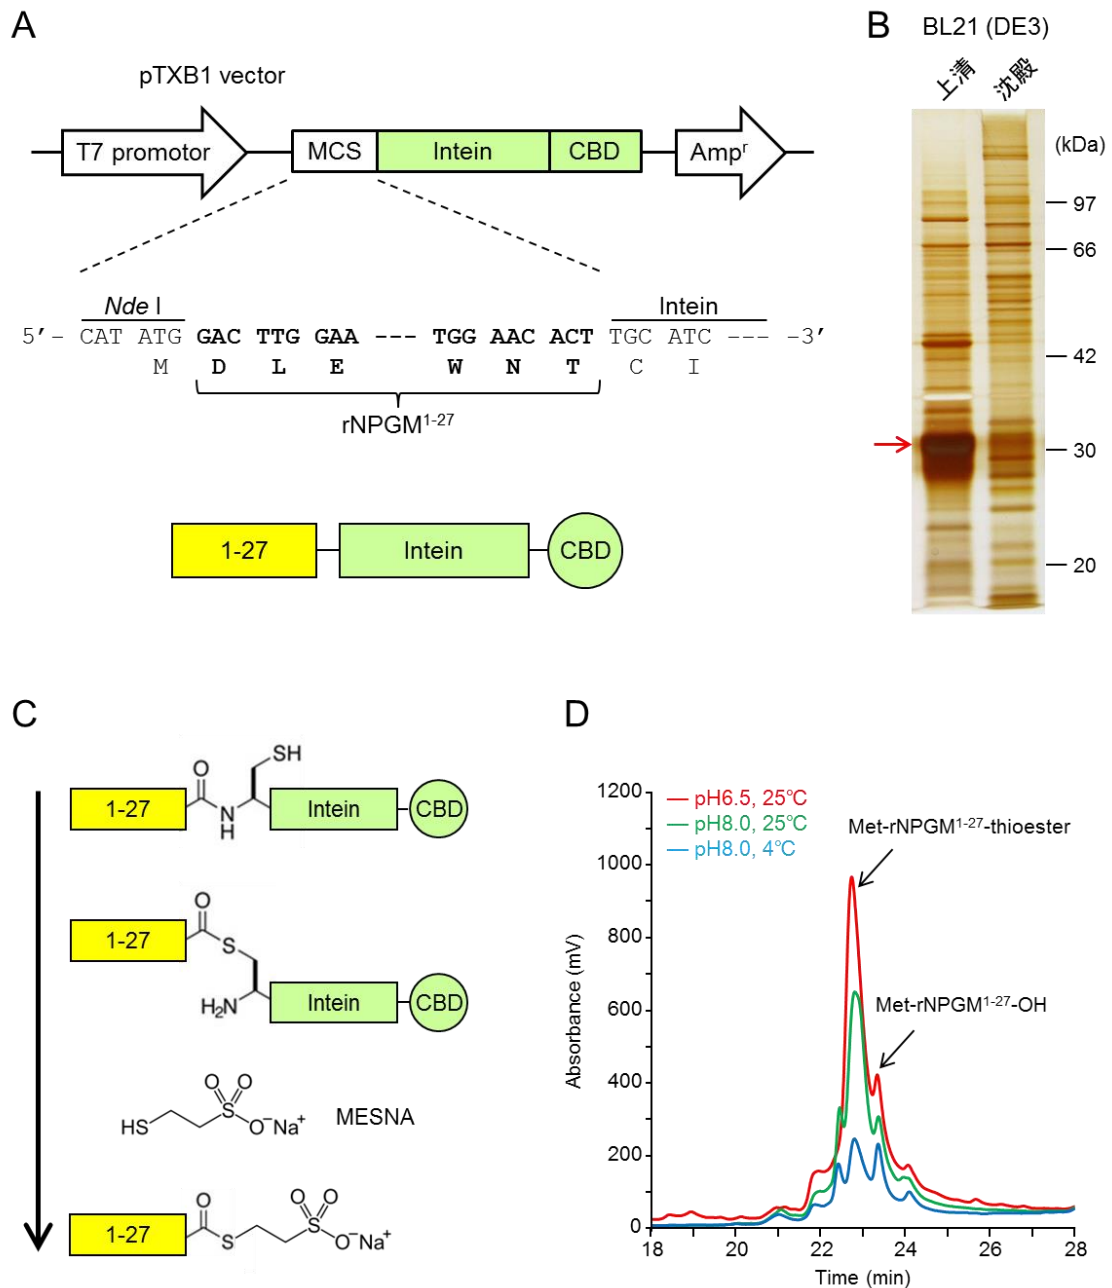 A
pTXB1 vector
T7 promotor
MCS
Intein
CBD
Ampʳ
Nde I
Intein
5′- CAT ATG GAC TTG GAA --- TGG AAC ACT TGC ATC --- -3′
M D L E W N T C I
rNPGM¹⁻²⁷
1-27
Intein
CBD
B
BL21 (DE3)
上清
沈殿
(kDa)
97
66
42
30
20
C
SH
O
N
H
1-27
Intein
CBD
O
1-27
S
H₂N
Intein
CBD
O O
S
HS
O⁻Na⁺
MESNA
O
O O
1-27
S
S
O⁻Na⁺
D
1200
1000
800
600
400
200
0
Absorbance (mV)
pH6.5, 25℃
pH8.0, 25℃
pH8.0, 4℃
Met-rNPGM¹⁻²⁷-thioester
Met-rNPGM¹⁻²⁷-OH
18 20 22 24 26 28
Time (min)